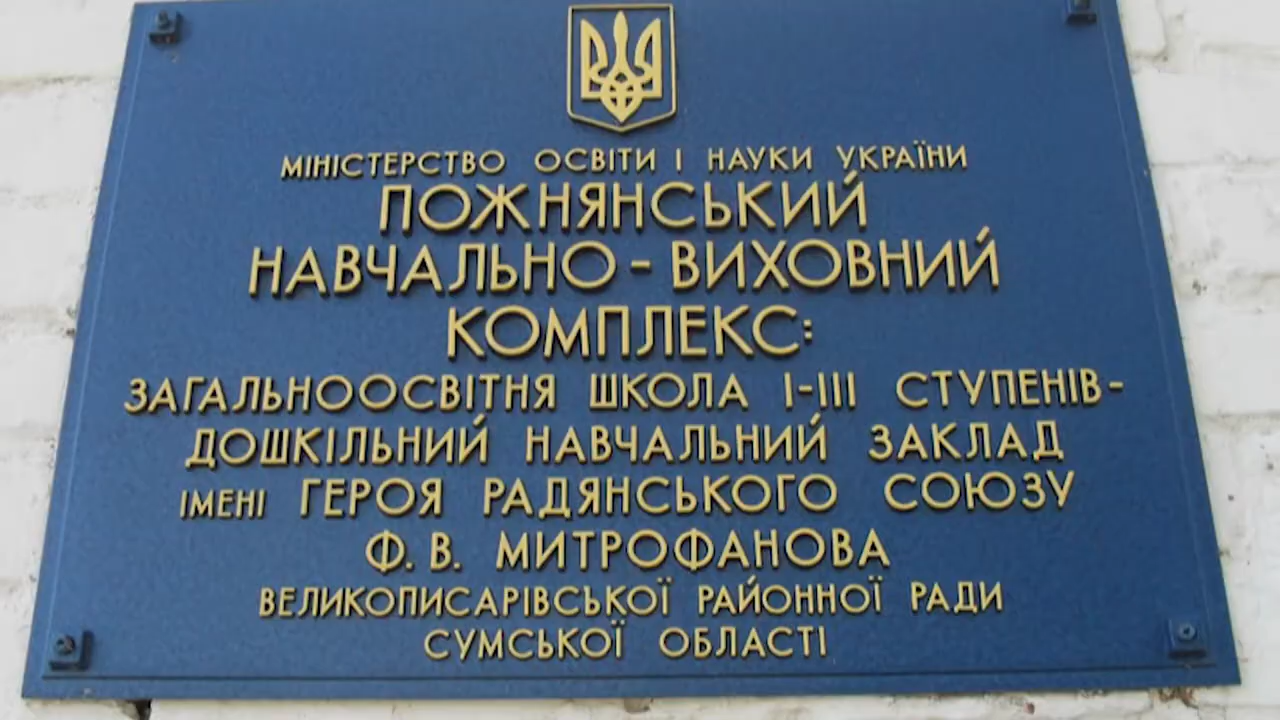 МІНІСТЕРСТВО ОСВІТИ І НАУКИ УКРАЇНИ
ПОЖНЯНСЬКИЙ
НАВЧАЛЬНО - ВИХОВНИЙ
КОМПЛЕКС:
ЗАГАЛЬНООСВІТНЯ ШКОЛА І-ІІІ СТУПЕНІВ-
ДОШКІЛЬНИЙ НАВЧАЛЬНИЙ ЗАКЛАД
ІМЕНІ ГЕРОЯ РАДЯНСЬКОГО СОЮЗУ
Ф. В. МИТРОФАНОВА
ВЕЛИКОПИСАРІВСЬКОЇ РАЙОННОЇ РАДИ
СУМСЬКОЇ ОБЛАСТІ